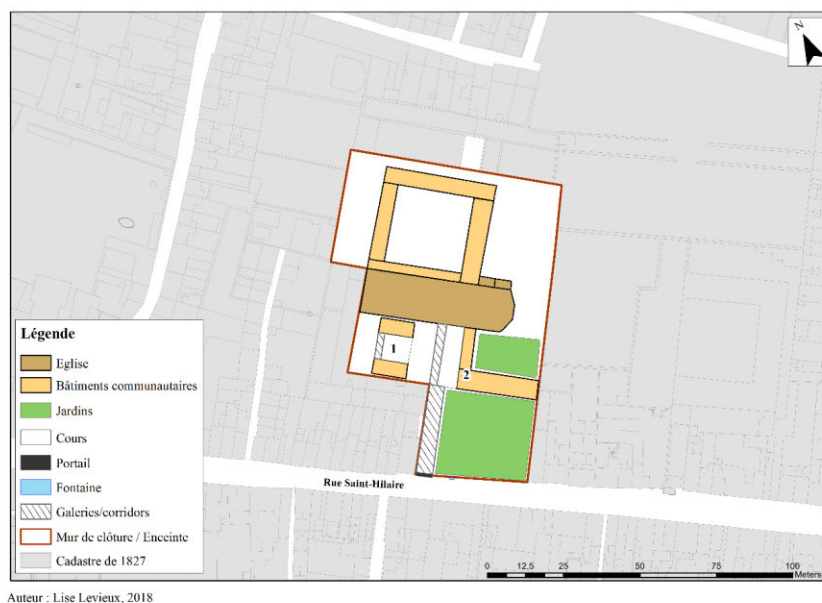 N
1
2
Légende
Eglise
Bâtiments communautaires
Jardins
Cours
Portail
Fontaine
Galeries/corridors
Mur de clôture / Enceinte
Cadastre de 1827
Rue Saint-Hilaire
0 12,5 25 50 75 100
Meters
Auteur : Lise Levieux, 2018